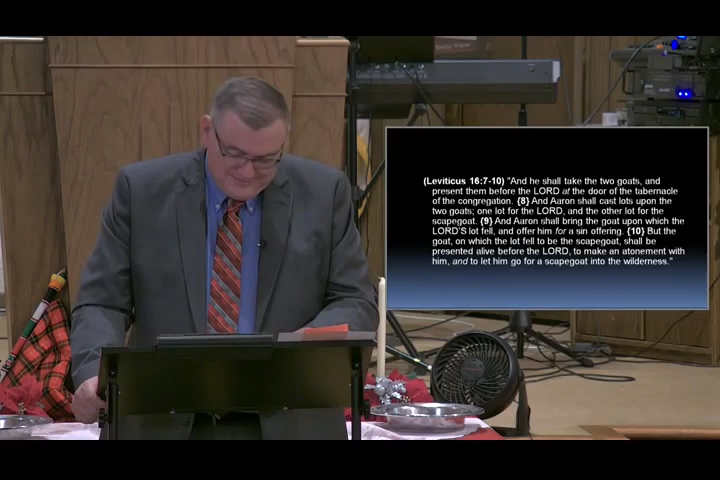 (Leviticus 16:7-10) "And he shall take the two goats, and
present them before the LORD at the door of the tabernacle
of the congregation. {8} And Aaron shall cast lots upon the
two goats; one lot for the LORD, and the other lot for the
scapegoat. {9} And Aaron shall bring the goat upon which the
LORD'S lot fell, and offer him for a sin offering. {10} But the
goat, on which the lot fell to be the scapegoat, shall be
presented alive before the LORD, to make an atonement with
him, and to let him go for a scapegoat into the wilderness."